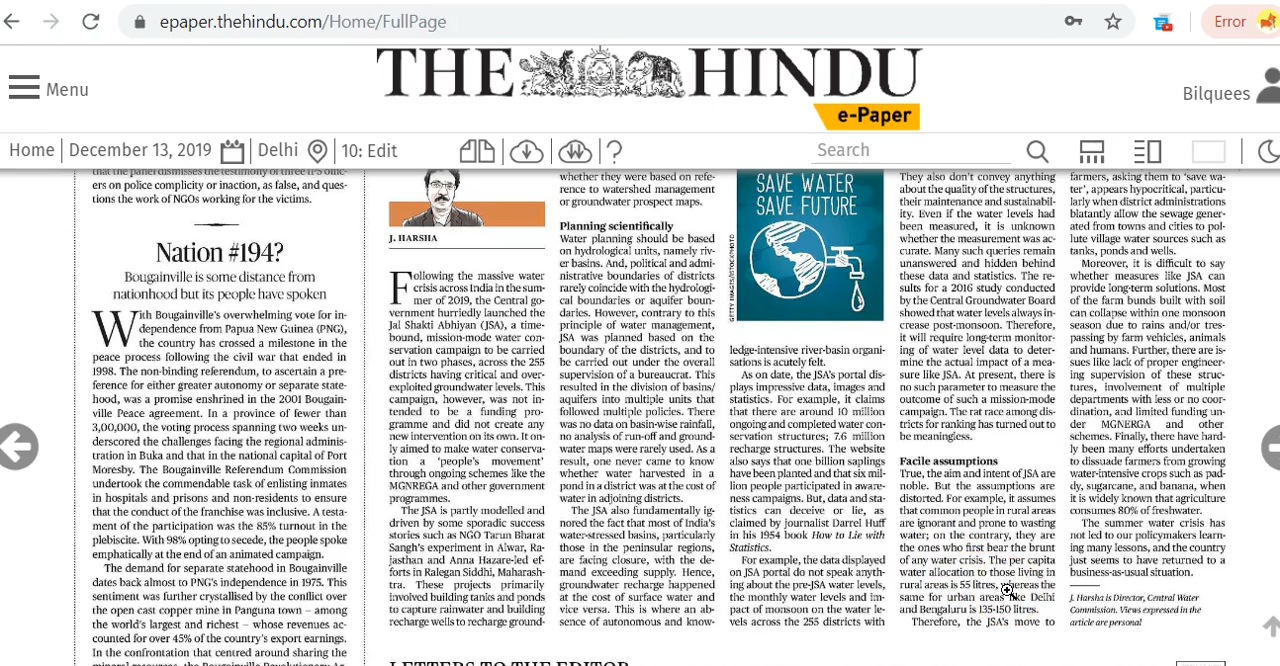 epaper.thehindu.com/Home/FullPage
Error
Menu
THE HINDU
e-Paper
Bilquees
Home
December 13, 2019
Delhi
10: Edit
Search
that the panel dismisses the testimony of three IPS offic-
ers on police complicity or inaction, as false, and ques-
tions the work of NGOs working for the victims.
Nation #194?
Bougainville is some distance from
nationhood but its people have spoken
With Bougainville's overwhelming vote for in-
dependence from Papua New Guinea (PNG),
the country has crossed a milestone in the
peace process following the civil war that ended in
1998. The non-binding referendum, to ascertain a pre-
ference for either greater autonomy or separate state-
hood, was a promise enshrined in the 2001 Bougain-
ville Peace agreement. In a province of fewer than
3,00,000, the voting process spanning two weeks un-
derscored the challenges facing the regional adminis-
tration in Buka and that in the national capital of Port
Moresby. The Bougainville Referendum Commission
undertook the commendable task of enlisting inmates
in hospitals and prisons and non-residents to ensure
that the conduct of the franchise was inclusive. A testa-
ment of the participation was the 85% turnout in the
plebiscite. With 98% opting to secede, the people spoke
emphatically at the end of an animated campaign.
The demand for separate statehood in Bougainville
dates back almost to PNG's independence in 1975. This
sentiment was further crystallised by the conflict over
the open cast copper mine in Panguna town – among
the world's largest and richest – whose revenues ac-
counted for over 45% of the country's export earnings.
In the confrontation that centred around sharing the
J. HARSHA
Following the massive water
crisis across India in the sum-
mer of 2019, the Central go-
vernment hurriedly launched the
Jal Shakti Abhiyan (JSA), a time-
bound, mission-mode water con-
servation campaign to be carried
out in two phases, across the 255
districts having critical and over-
exploited groundwater levels. This
campaign, however, was not in-
tended to be a funding pro-
gramme and did not create any
new intervention on its own. It on-
ly aimed to make water conserva-
tion a 'people's movement'
through ongoing schemes like the
MGNREGA and other government
programmes.
The JSA is partly modelled and
driven by some sporadic success
stories such as NGO Tarun Bharat
Sangh's experiment in Alwar, Ra-
jasthan and Anna Hazare-led ef-
forts in Ralegan Siddhi, Maharash-
tra. These projects primarily
involved building tanks and ponds
to capture rainwater and building
recharge wells to recharge ground-
whether they were based on refe-
rence to watershed management
or groundwater prospect maps.
Planning scientifically
Water planning should be based
on hydrological units, namely riv-
er basins. And, political and admi-
nistrative boundaries of districts
rarely coincide with the hydrologi-
cal boundaries or aquifer boun-
daries. However, contrary to this
principle of water management,
JSA was planned based on the
boundary of the districts, and to
be carried out under the overall
supervision of a bureaucrat. This
resulted in the division of basins/
aquifers into multiple units that
followed multiple policies. There
was no data on basin-wise rainfall,
no analysis of run-off and ground-
water maps were rarely used. As a
result, one never came to know
whether water harvested in a
pond in a district was at the cost of
water in adjoining districts.
The JSA also fundamentally ig-
nored the fact that most of India's
water-stressed basins, particularly
those in the peninsular regions,
are facing closure, with the de-
mand exceeding supply. Hence,
groundwater recharge happened
at the cost of surface water and
vice versa. This is where an ab-
sence of autonomous and know-
SAVE WATER
SAVE FUTURE
GETTY IMAGES/ISTOCKPHOTO
ledge-intensive river-basin organi-
sations is acutely felt.
As on date, the JSA's portal dis-
plays impressive data, images and
statistics. For example, it claims
that there are around 10 million
ongoing and completed water con-
servation structures; 7.6 million
recharge structures. The website
also says that one billion saplings
have been planted and that six mil-
lion people participated in aware-
ness campaigns. But, data and sta-
tistics can deceive or lie, as
claimed by journalist Darrel Huff
in his 1954 book How to Lie with
Statistics.
For example, the data displayed
on JSA portal do not speak anyth-
ing about the pre-JSA water levels,
the monthly water levels and im-
pact of monsoon on the water le-
vels across the 255 districts with
They also don't convey anything
about the quality of the structures,
their maintenance and sustainabil-
ity. Even if the water levels had
been measured, it is unknown
whether the measurement was ac-
curate. Many such queries remain
unanswered and hidden behind
these data and statistics. The re-
sults for a 2016 study conducted
by the Central Groundwater Board
showed that water levels always in-
crease post-monsoon. Therefore,
it will require long-term monitor-
ing of water level data to deter-
mine the actual impact of a mea-
sure like JSA. At present, there is
no such parameter to measure the
outcome of such a mission-mode
campaign. The rat race among dis-
tricts for ranking has turned out to
be meaningless.
Facile assumptions
True, the aim and intent of JSA are
noble. But the assumptions are
distorted. For example, it assumes
that common people in rural areas
are ignorant and prone to wasting
water; on the contrary, they are
the ones who first bear the brunt
of any water crisis. The per capita
water allocation to those living in
rural areas is 55 litres, whereas the
same for urban areas like Delhi
and Bengaluru is 135-150 litres.
Therefore, the JSA's move to
farmers, asking them to 'save wa-
ter', appears hypocritical, particu-
larly when district administrations
blatantly allow the sewage gener-
ated from towns and cities to pol-
lute village water sources such as
tanks, ponds and wells.
Moreover, it is difficult to say
whether measures like JSA can
provide long-term solutions. Most
of the farm bunds built with soil
can collapse within one monsoon
season due to rains and/or tres-
passing by farm vehicles, animals
and humans. Further, there are is-
sues like lack of proper engineer-
ing supervision of these struc-
tures, involvement of multiple
departments with less or no coor-
dination, and limited funding un-
der MGNERGA and other
schemes. Finally, there have hard-
ly been many efforts undertaken
to dissuade farmers from growing
water-intensive crops such as pad-
dy, sugarcane, and banana, when
it is widely known that agriculture
consumes 80% of freshwater.
The summer water crisis has
not led to our policymakers learn-
ing many lessons, and the country
just seems to have returned to a
business-as-usual situation.
J. Harsha is Director, Central Water
Commission. Views expressed in the
article are personal
LETTERS TO THE EDITOR